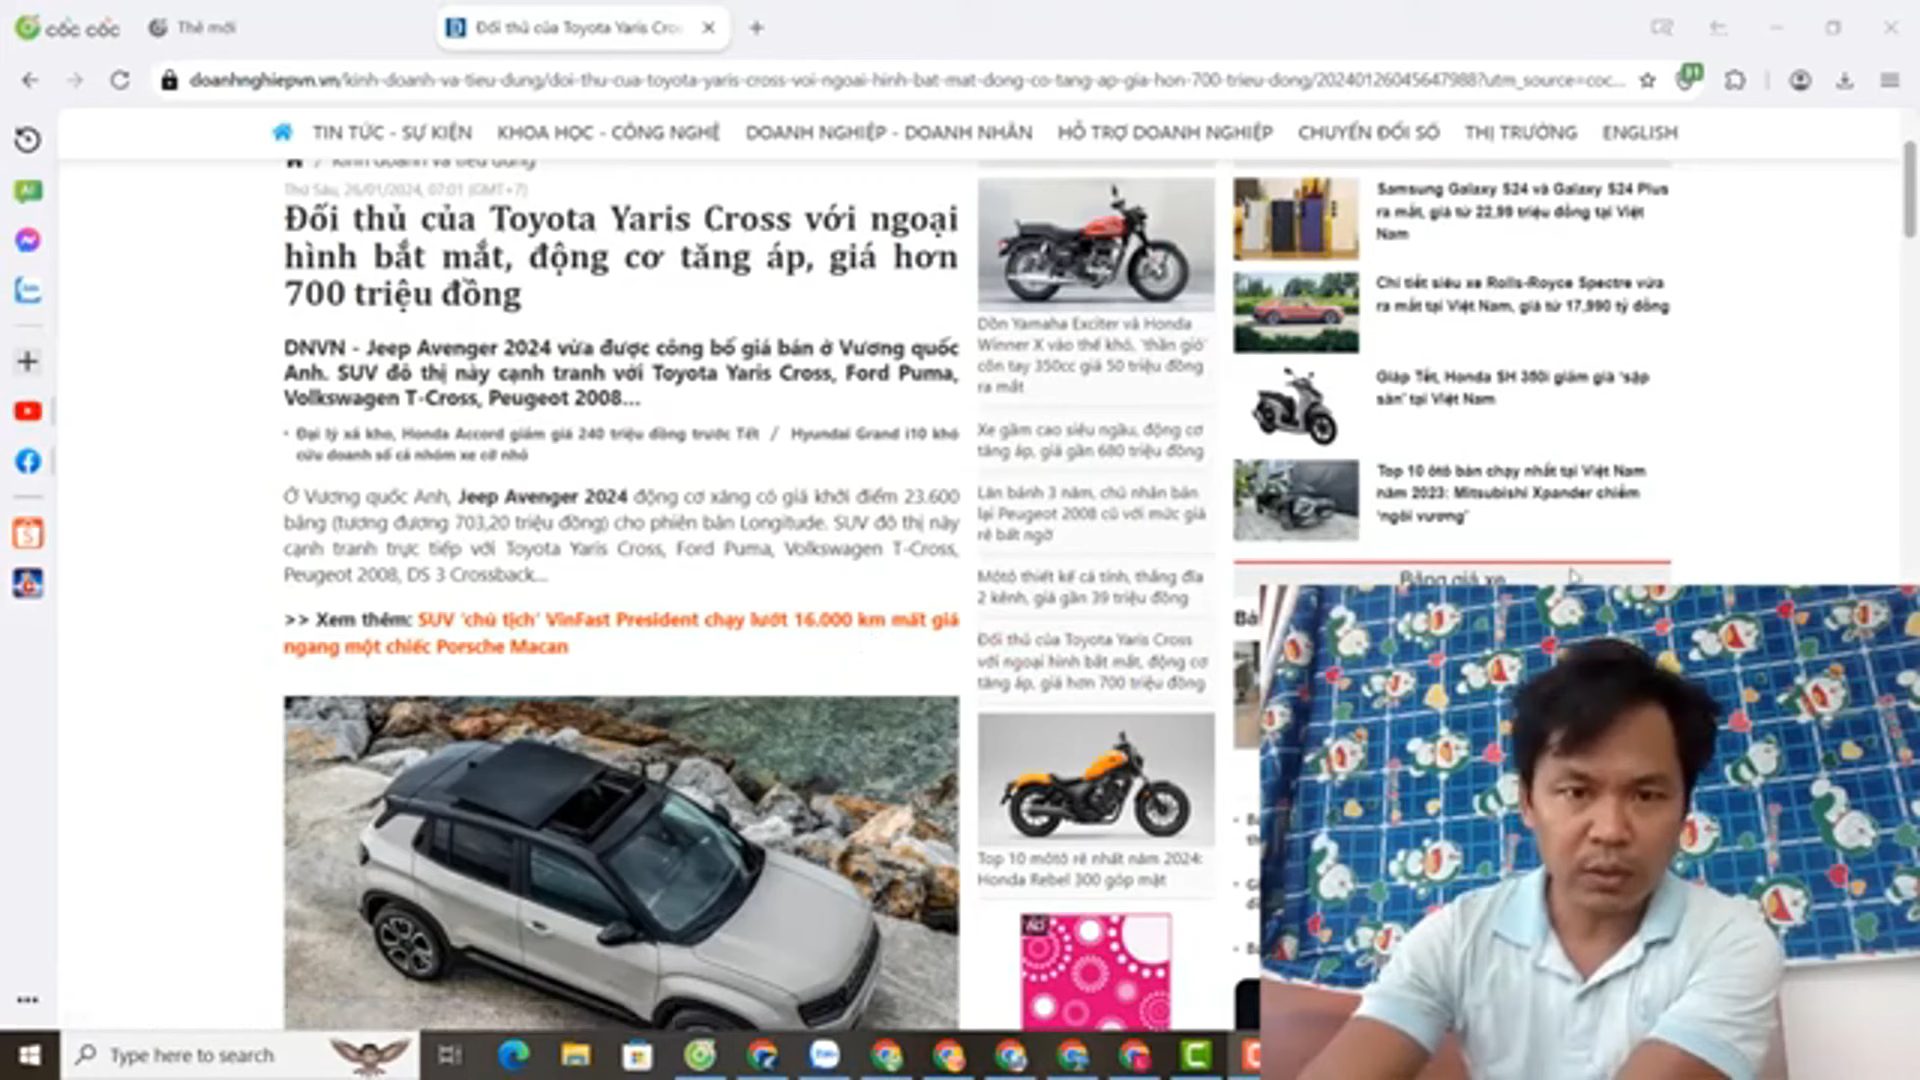 cốc cốc
Thẻ mới
Đối thủ của Toyota Yaris Cro
doanhnghiepvn.vn/kinh-doanh-va-tieu-dung/doi-thu-cua-toyota-yaris-cross-voi-ngoai-hinh-bat-mat-dong-co-tang-ap-gia-hon-700-trieu-dong/20240126045647988?utm_source=coc...
TIN TỨC - SỰ KIỆN KHOA HỌC - CÔNG NGHỆ DOANH NGHIỆP - DOANH NHÂN HỖ TRỢ DOANH NGHIỆP CHUYỂN ĐỔI SỐ THỊ TRƯỜNG ENGLISH
/ Kinh doanh và tiêu dùng
Thứ Sáu, 26/01/2024, 07:01 (GMT+7)
Đối thủ của Toyota Yaris Cross với ngoại
hình bắt mắt, động cơ tăng áp, giá hơn
700 triệu đồng
DNVN - Jeep Avenger 2024 vừa được công bố giá bán ở Vương quốc
Anh. SUV đô thị này cạnh tranh với Toyota Yaris Cross, Ford Puma,
Volkswagen T-Cross, Peugeot 2008...
Đại lý xả kho, Honda Accord giảm giá 240 triệu đồng trước Tết / Hyundai Grand i10 khó
cứu doanh số cả nhóm xe cỡ nhỏ
Ở Vương quốc Anh, Jeep Avenger 2024 động cơ xăng có giá khởi điểm 23.600
bảng (tương đương 703,20 triệu đồng) cho phiên bản Longitude. SUV đô thị này
cạnh tranh trực tiếp với Toyota Yaris Cross, Ford Puma, Volkswagen T-Cross,
Peugeot 2008, DS 3 Crossback...
>> Xem thêm: SUV 'chủ tịch' VinFast President chạy lướt 16.000 km mất giá
ngang một chiếc Porsche Macan
Dồn Yamaha Exciter và Honda
Winner X vào thế khó, 'thần gió'
côn tay 350cc giá 50 triệu đồng
ra mắt
Xe gầm cao siêu ngầu, động cơ
tăng áp, giá gần 680 triệu đồng
Lăn bánh 3 năm, chủ nhân bán
lại Peugeot 2008 cũ với mức giá
rẻ bất ngờ
Môtô thiết kế cá tính, thắng đĩa
2 kênh, giá gần 39 triệu đồng
Đối thủ của Toyota Yaris Cross
với ngoại hình bắt mắt, động cơ
tăng áp, giá hơn 700 triệu đồng
Top 10 môtô rẻ nhất năm 2024:
Honda Rebel 300 góp mặt
AD
Samsung Galaxy S24 và Galaxy S24 Plus
ra mắt, giá từ 22,99 triệu đồng tại Việt
Nam
Chi tiết siêu xe Rolls-Royce Spectre vừa
ra mắt tại Việt Nam, giá từ 17,990 tỷ đồng
Giáp Tết, Honda SH 350i giảm giá 'sập
sàn' tại Việt Nam
Top 10 ôtô bán chạy nhất tại Việt Nam
năm 2023: Mitsubishi Xpander chiếm
'ngôi vương'
Bảng giá xe
Type here to search